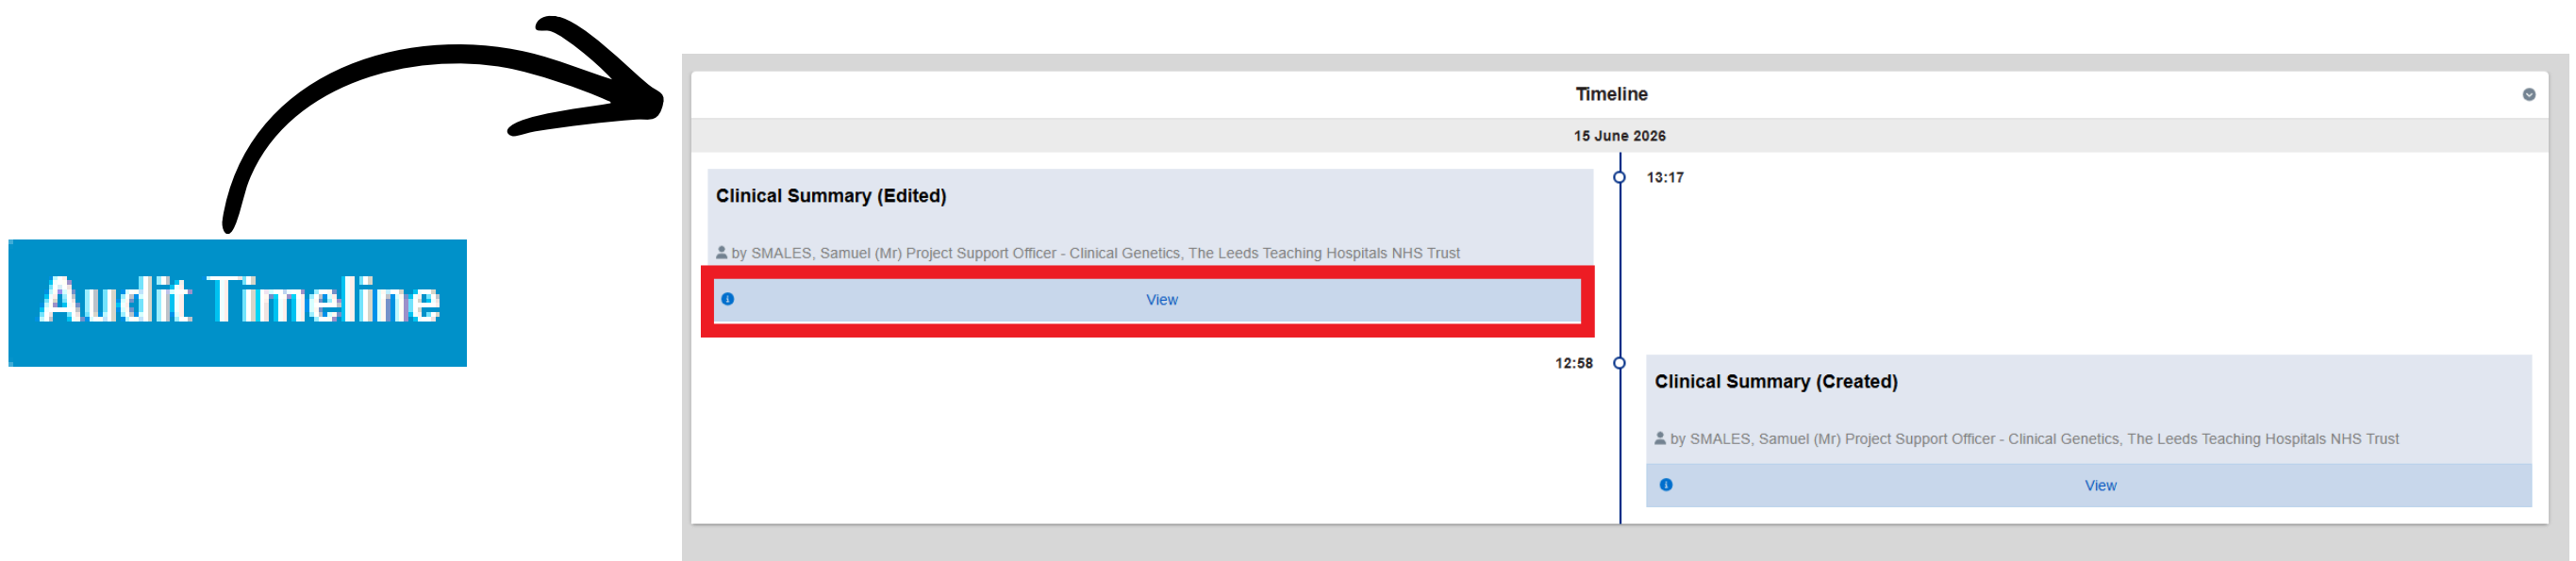 Audit Timeline
Timeline
15 June 2026
13:17
Clinical Summary (Edited)
by SMALES, Samuel (Mr) Project Support Officer - Clinical Genetics, The Leeds Teaching Hospitals NHS Trust
View
12:58
Clinical Summary (Created)
by SMALES, Samuel (Mr) Project Support Officer - Clinical Genetics, The Leeds Teaching Hospitals NHS Trust
View